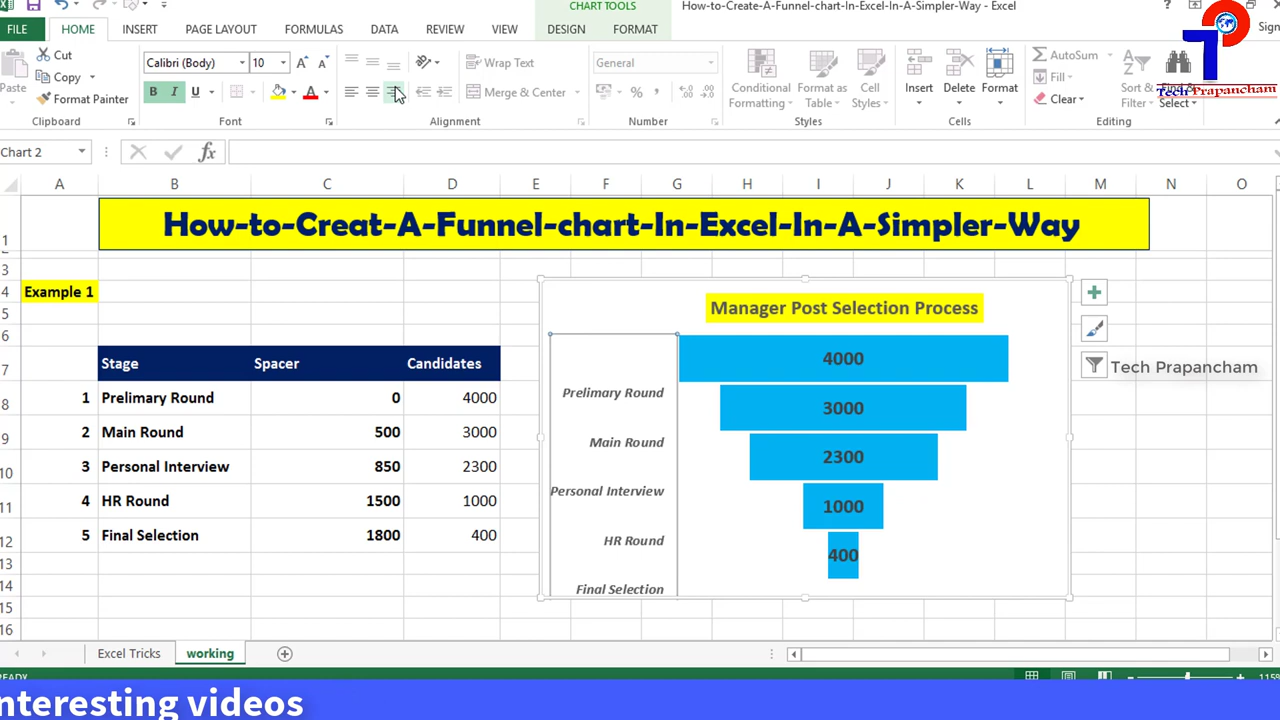 CHART TOOLS
How-to-Create-A-Funnel-chart-In-Excel-In-A-Simpler-Way - Excel
?
FILE HOME INSERT PAGE LAYOUT FORMULAS DATA REVIEW VIEW DESIGN FORMAT Sign
Paste
Cut
Copy
Format Painter
Clipboard
Calibri (Body) 10
B I U
Font
Wrap Text
Merge & Center
Alignment
General
%
Number
Conditional Formatting
Format as Table
Cell Styles
Styles
Insert
Delete
Format
Cells
AutoSum
Fill
Clear
Sort & Filter
Select
Editing
TP
Tech Prapancham
Chart 2
fx
A B C D E F G H I J K L M N O
1 How-to-Creat-A-Funnel-chart-In-Excel-In-A-Simpler-Way
2
3
4 Example 1
5
6
7 Stage Spacer Candidates
8 1 Prelimary Round 0 4000
9 2 Main Round 500 3000
10 3 Personal Interview 850 2300
11 4 HR Round 1500 1000
12 5 Final Selection 1800 400
13
14
15
16
Manager Post Selection Process
4000
Prelimary Round
3000
Main Round
2300
Personal Interview
1000
HR Round
400
Final Selection
Tech Prapancham
Excel Tricks working
READY
nteresting videos